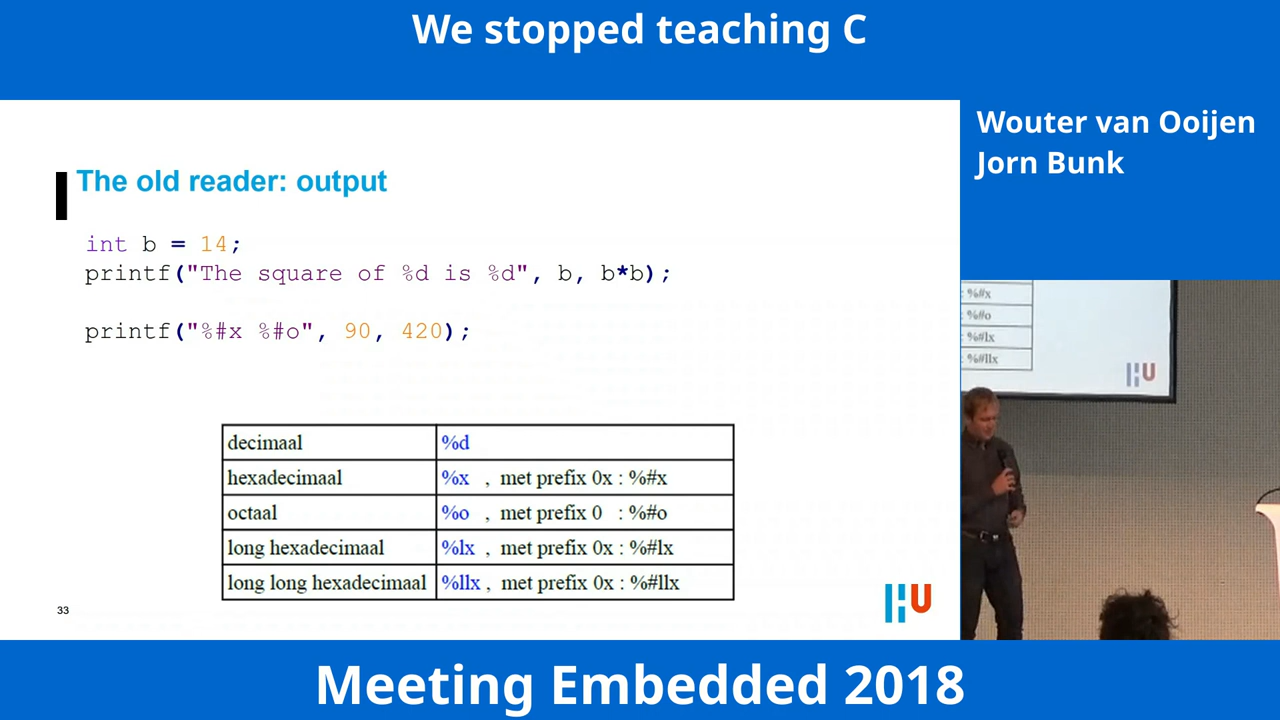 We stopped teaching C
Wouter van Ooijen
Jorn Bunk
The old reader: output
int b = 14;
printf("The square of %d is %d", b, b*b);
printf("%#x %#o", 90, 420);
decimaal %d
hexadecimaal %x , met prefix 0x : %#x
octaal %o , met prefix 0 : %#o
long hexadecimaal %lx , met prefix 0x : %#lx
long long hexadecimaal %llx , met prefix 0x : %#llx
33
HU
: %#x
: %#o
: %#lx
: %#llx
HU
Meeting Embedded 2018